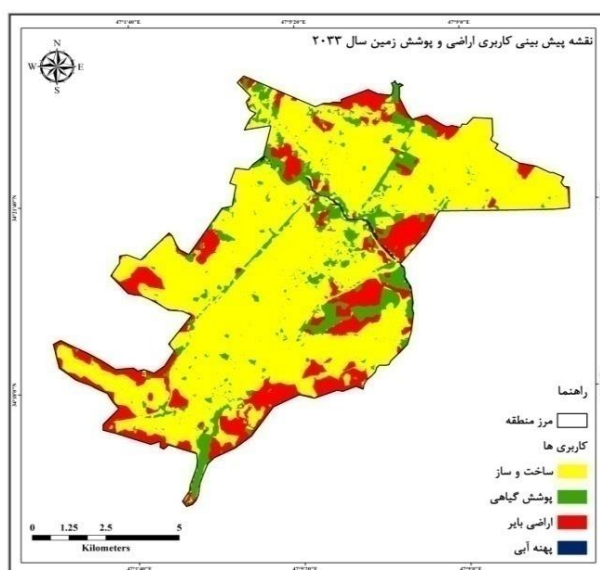 نقشه پیش بینی کاربری اراضی و پوشش زمین سال ۲۰۳۳
N
W E
S
راهنما
مرز منطقه
کاربری ها
ساخت و ساز
پوشش گیاهی
اراضی بایر
پهنه آبی
0 1.25 2.5 5
Kilometers